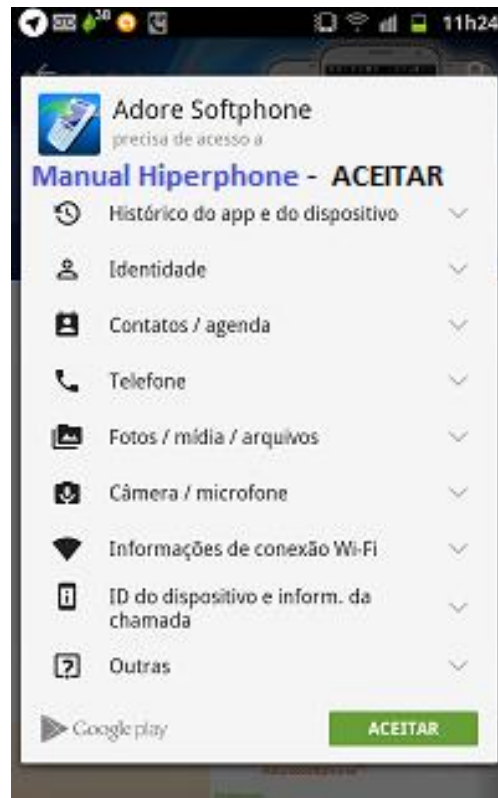 38
11h24
Adore Softphone
precisa de acesso a
Manual Hiperphone - ACEITAR
Histórico do app e do dispositivo
Identidade
Contatos / agenda
Telefone
Fotos / mídia / arquivos
Câmera / microfone
Informações de conexão Wi-Fi
ID do dispositivo e inform. da
chamada
Outras
Google play
ACEITAR